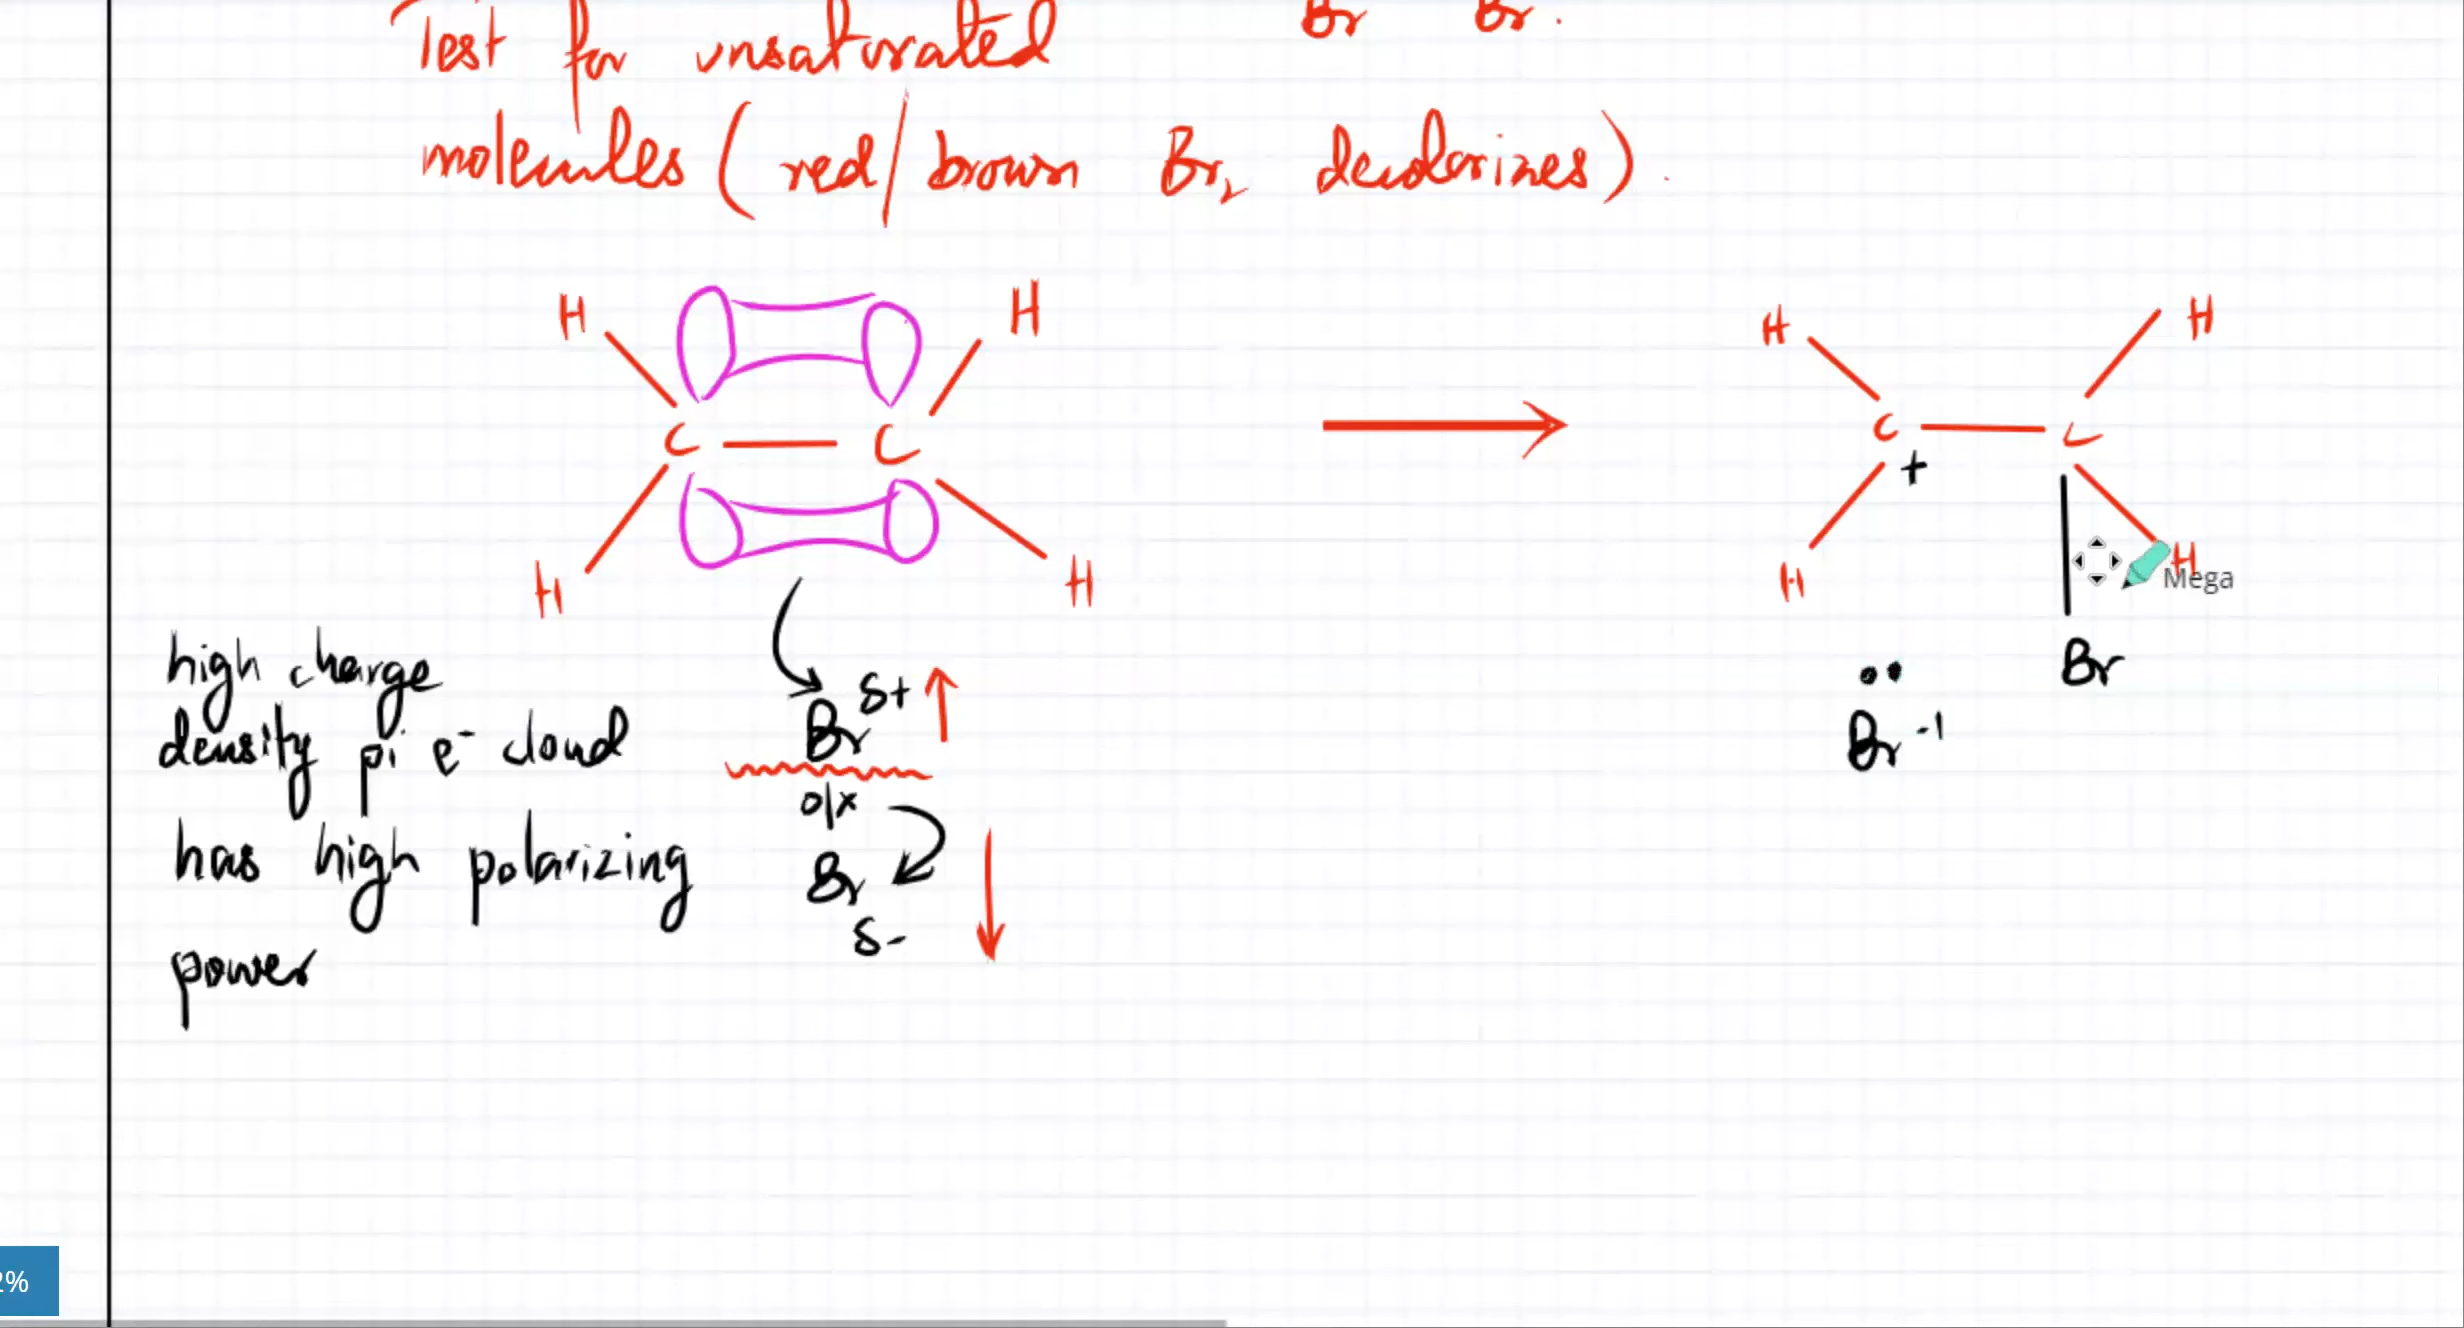 Test for unsaturated
Br Br.
molecules (red/brown Br₂ decolorizes).
H H
C C
H H
H H
C C
+
H H
Mega
high charge
density pi e⁻ cloud
has high polarizing
power
Br δ+
o|x
Br
δ-
Br
Br -1
2%